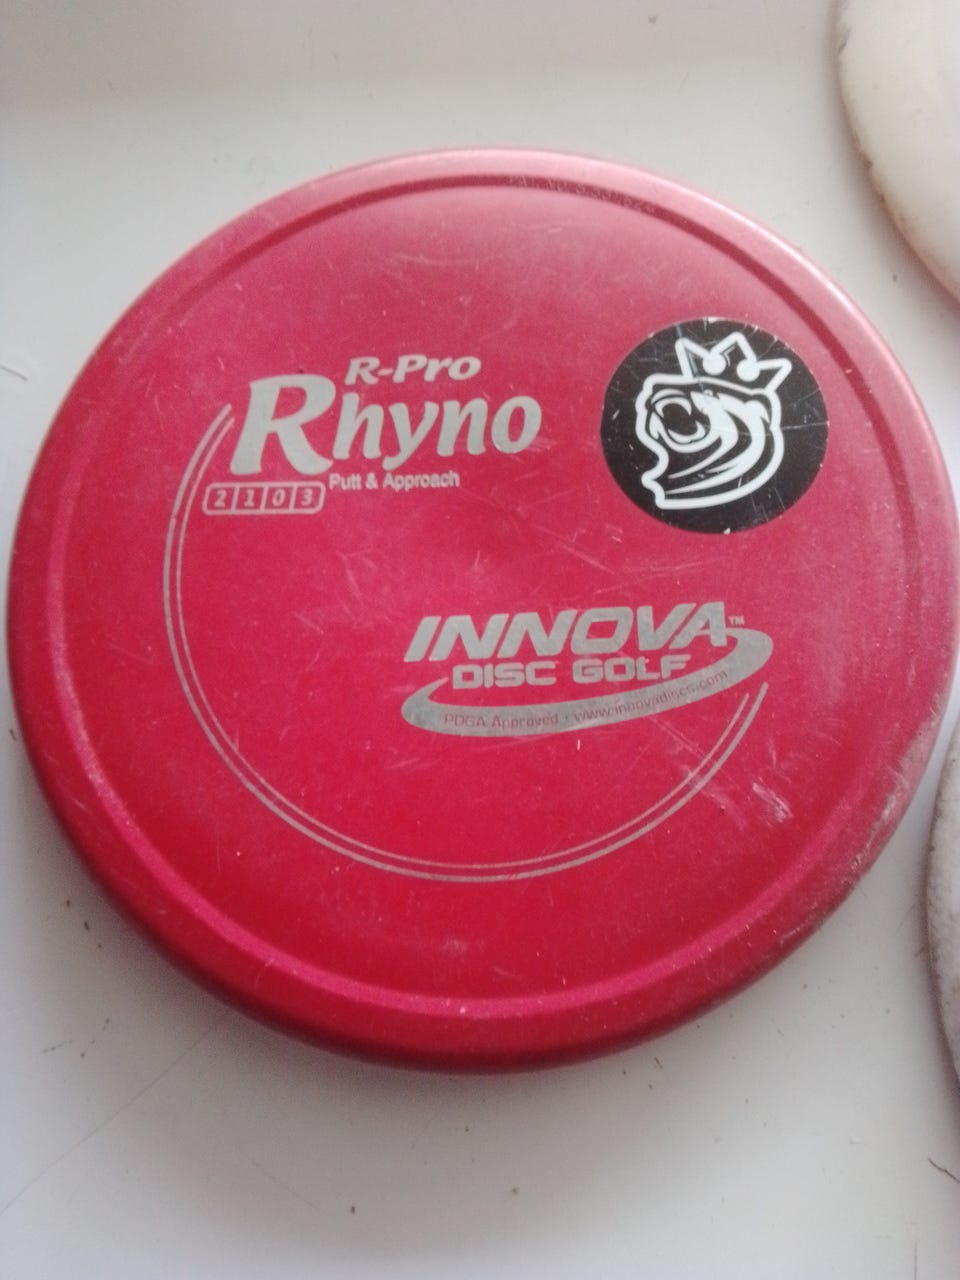 R-Pro
Rhyno
Putt & Approach
2 1 0 3
INNOVA™
DISC GOLF
PDGA Approved · www.innovadiscs.com